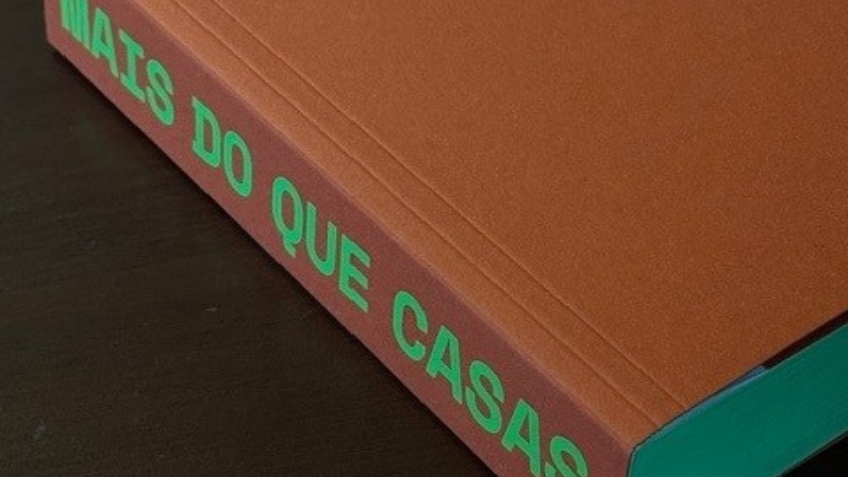 MAIS DO QUE CASAS